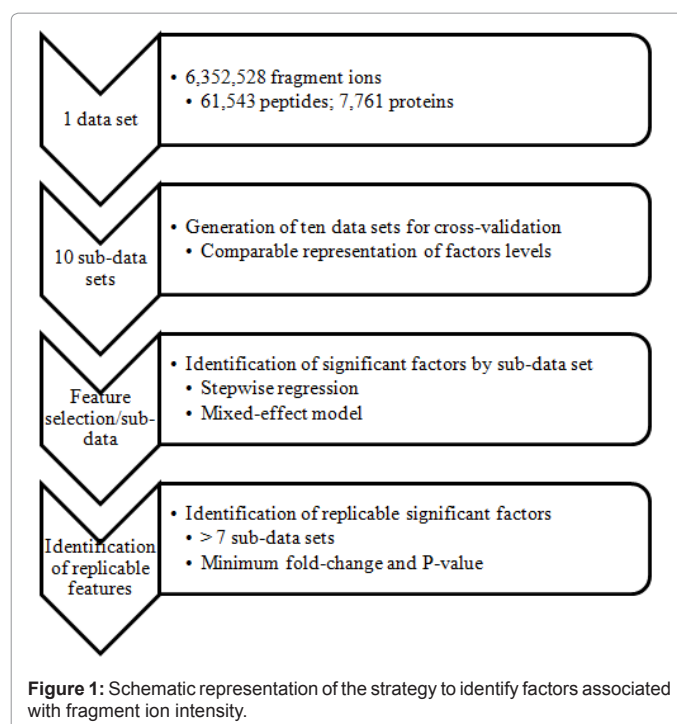 1 data set
• 6,352,528 fragment ions
• 61,543 peptides; 7,761 proteins
10 sub-data
sets
• Generation of ten data sets for cross-validation
• Comparable representation of factors levels
Feature
selection/sub-
data
• Identification of significant factors by sub-data set
• Stepwise regression
• Mixed-effect model
Identification
of replicable
features
• Identification of replicable significant factors
• > 7 sub-data sets
• Minimum fold-change and P-value
Figure 1: Schematic representation of the strategy to identify factors associated
with fragment ion intensity.